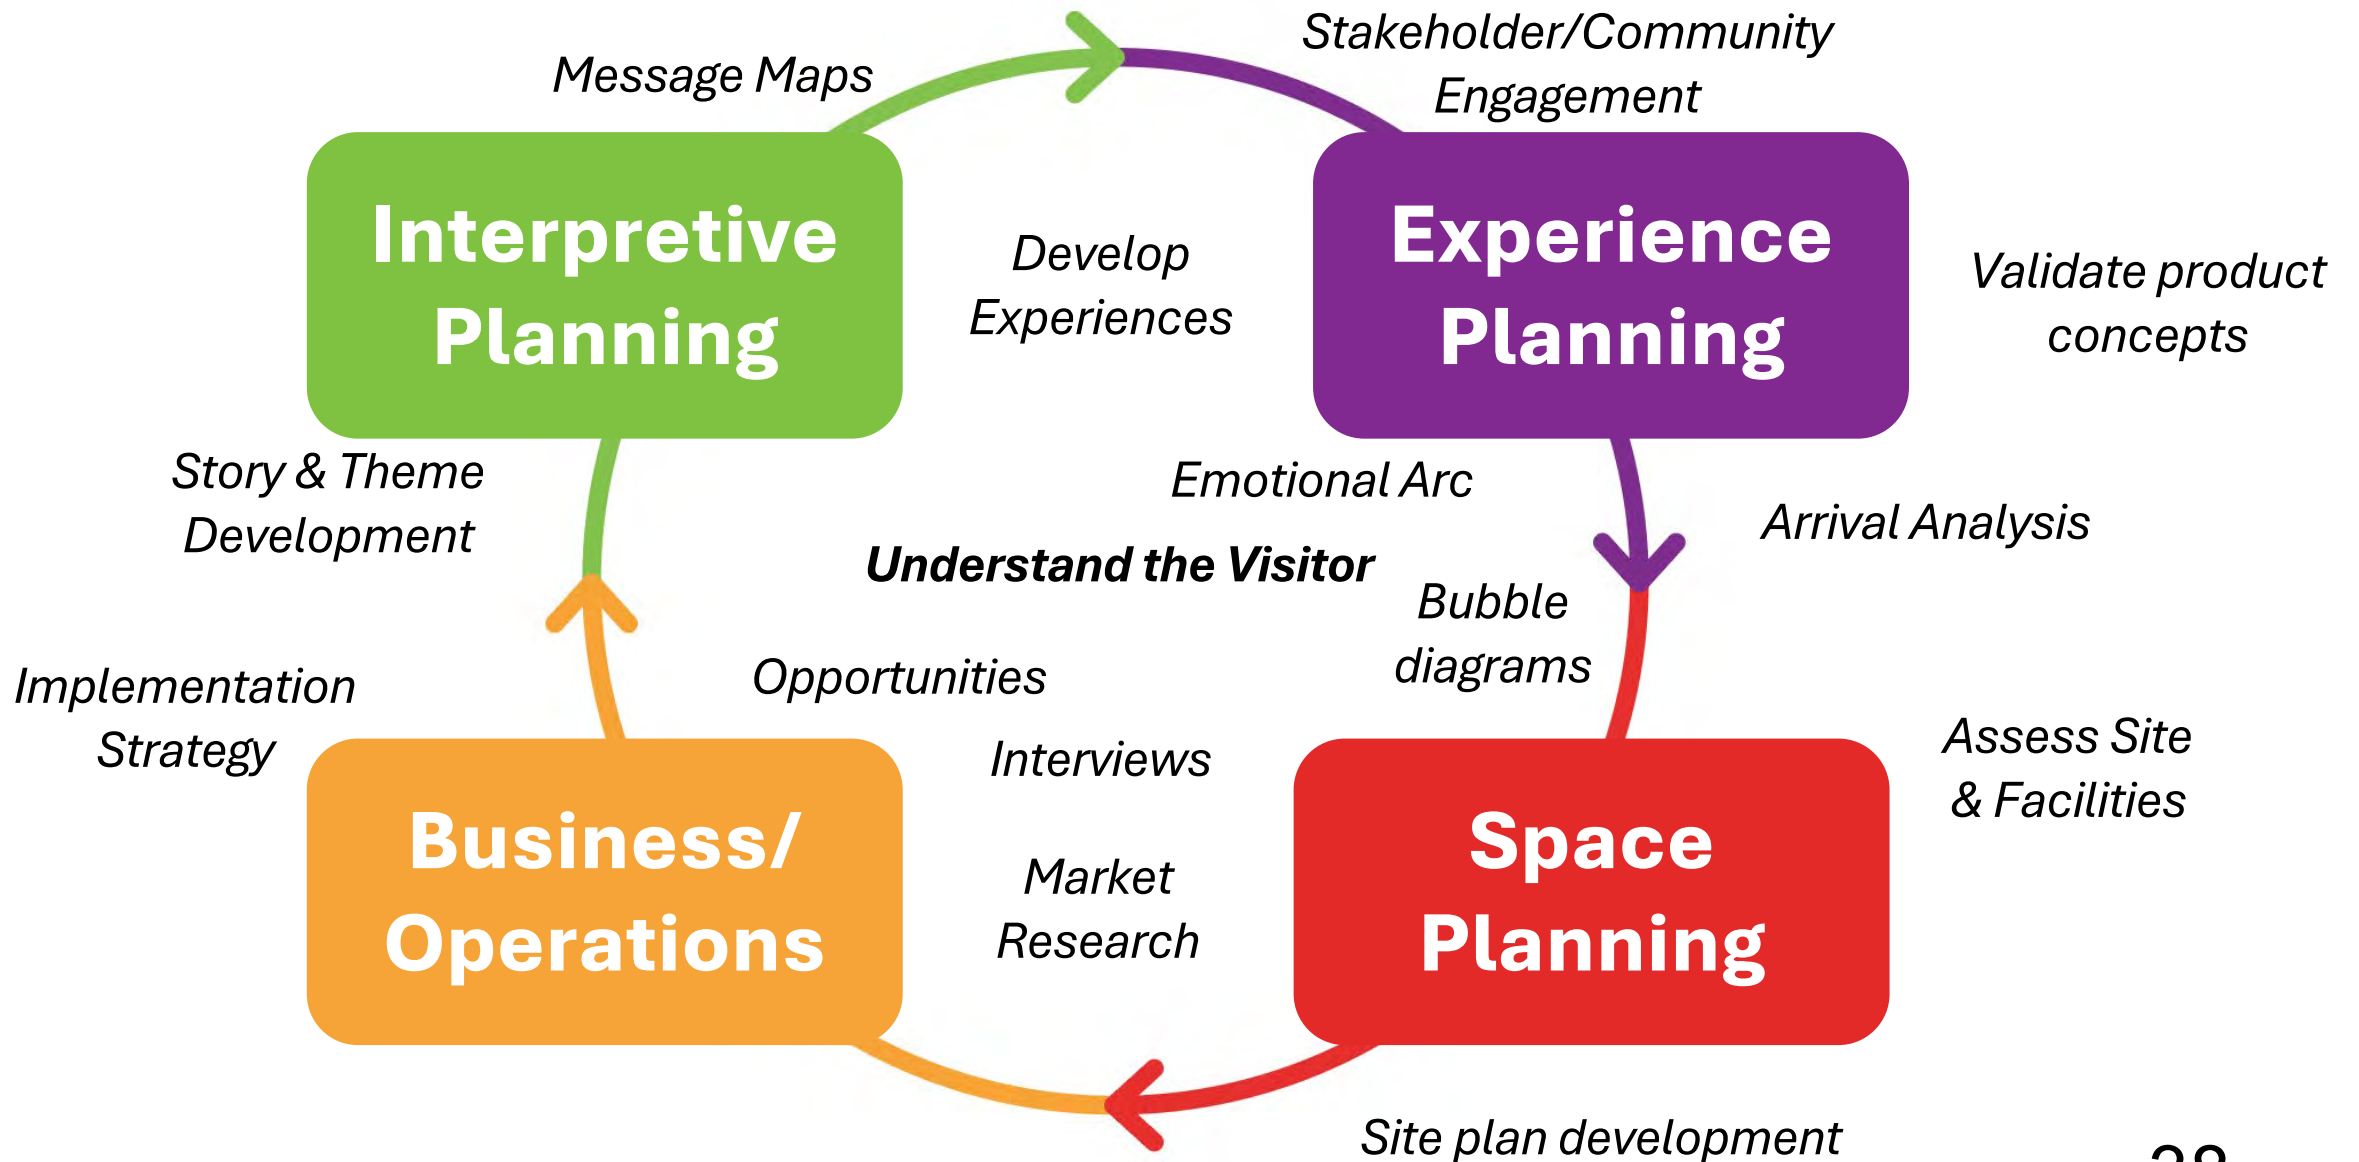 Message Maps
Stakeholder/Community
Engagement
Interpretive
Planning
Develop
Experiences
Experience
Planning
Validate product
concepts
Story & Theme
Development
Emotional Arc
Arrival Analysis
Understand the Visitor
Bubble
diagrams
Implementation
Strategy
Opportunities
Interviews
Assess Site
& Facilities
Business/
Operations
Market
Research
Space
Planning
Site plan development